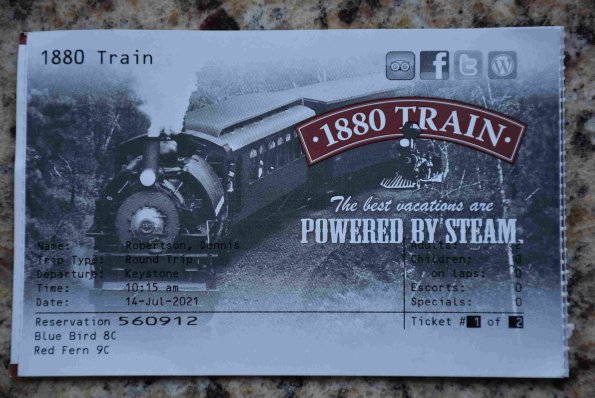 1880 Train
1880 TRAIN
The best vacations are
POWERED BY STEAM
Name: Robertson, Dennis
Trip Type: Round Trip
Departure: Keystone
Time: 10:15 am
Date: 14-Jul-2021
Adults:
Children: 0
on laps: 0
Escorts: 0
Specials: 0
Reservation 560912
Ticket # 1 of 2
Blue Bird 8C
Red Fern 9C